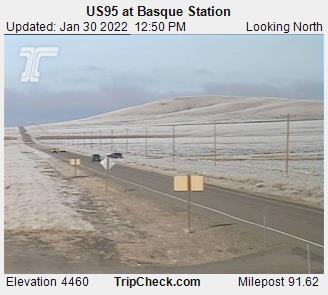 US95 at Basque Station
Updated: Jan 30 2022 12:50 PM Looking North
Elevation 4460 TripCheck.com Milepost 91.62